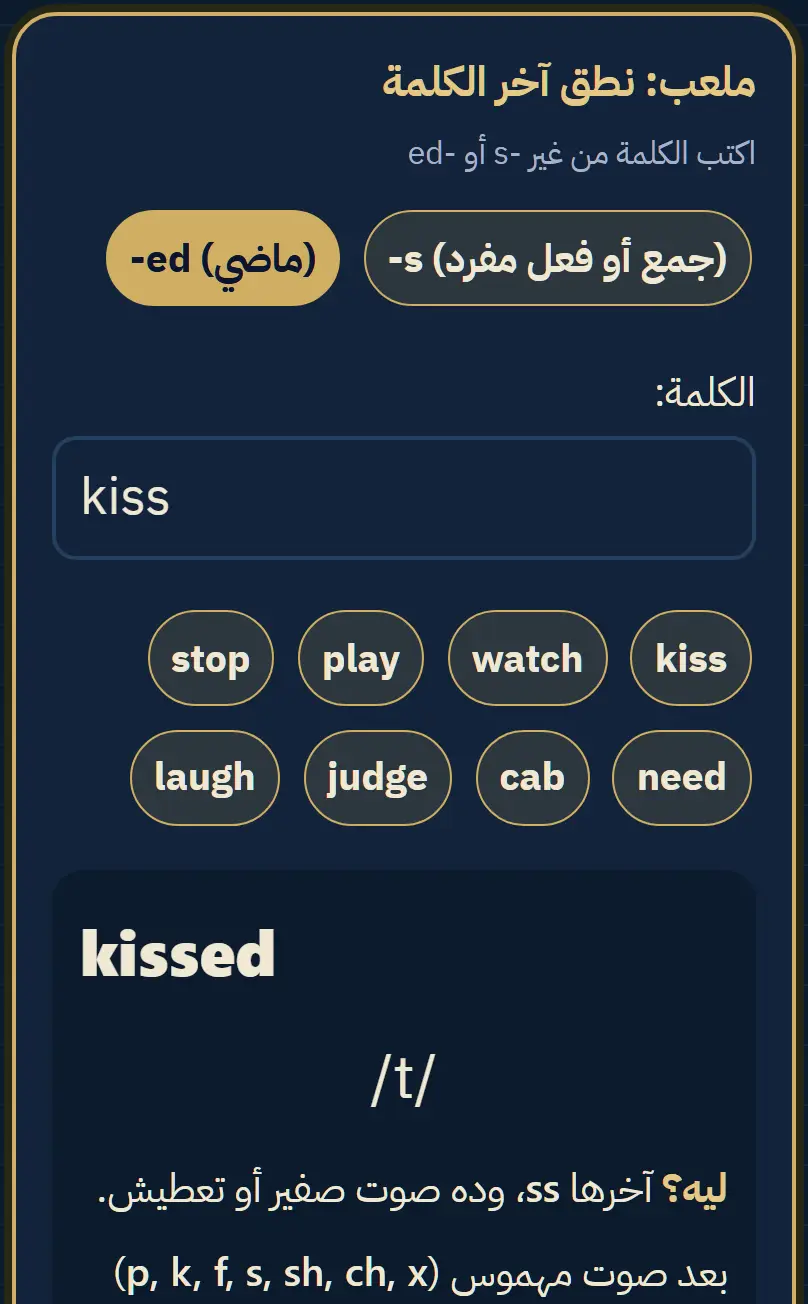 ملعب: نطق آخر الكلمة
اكتب الكلمة من غير -s أو -ed
-s (جمع أو فعل مفرد) -ed (ماضي)
الكلمة:
kiss
kiss watch play stop
need cab judge laugh
kissed
/t/
ليه؟ آخرها ss، وده صوت صفير أو تعطيش.
بعد صوت مهموس (p, k, f, s, sh, ch, x)